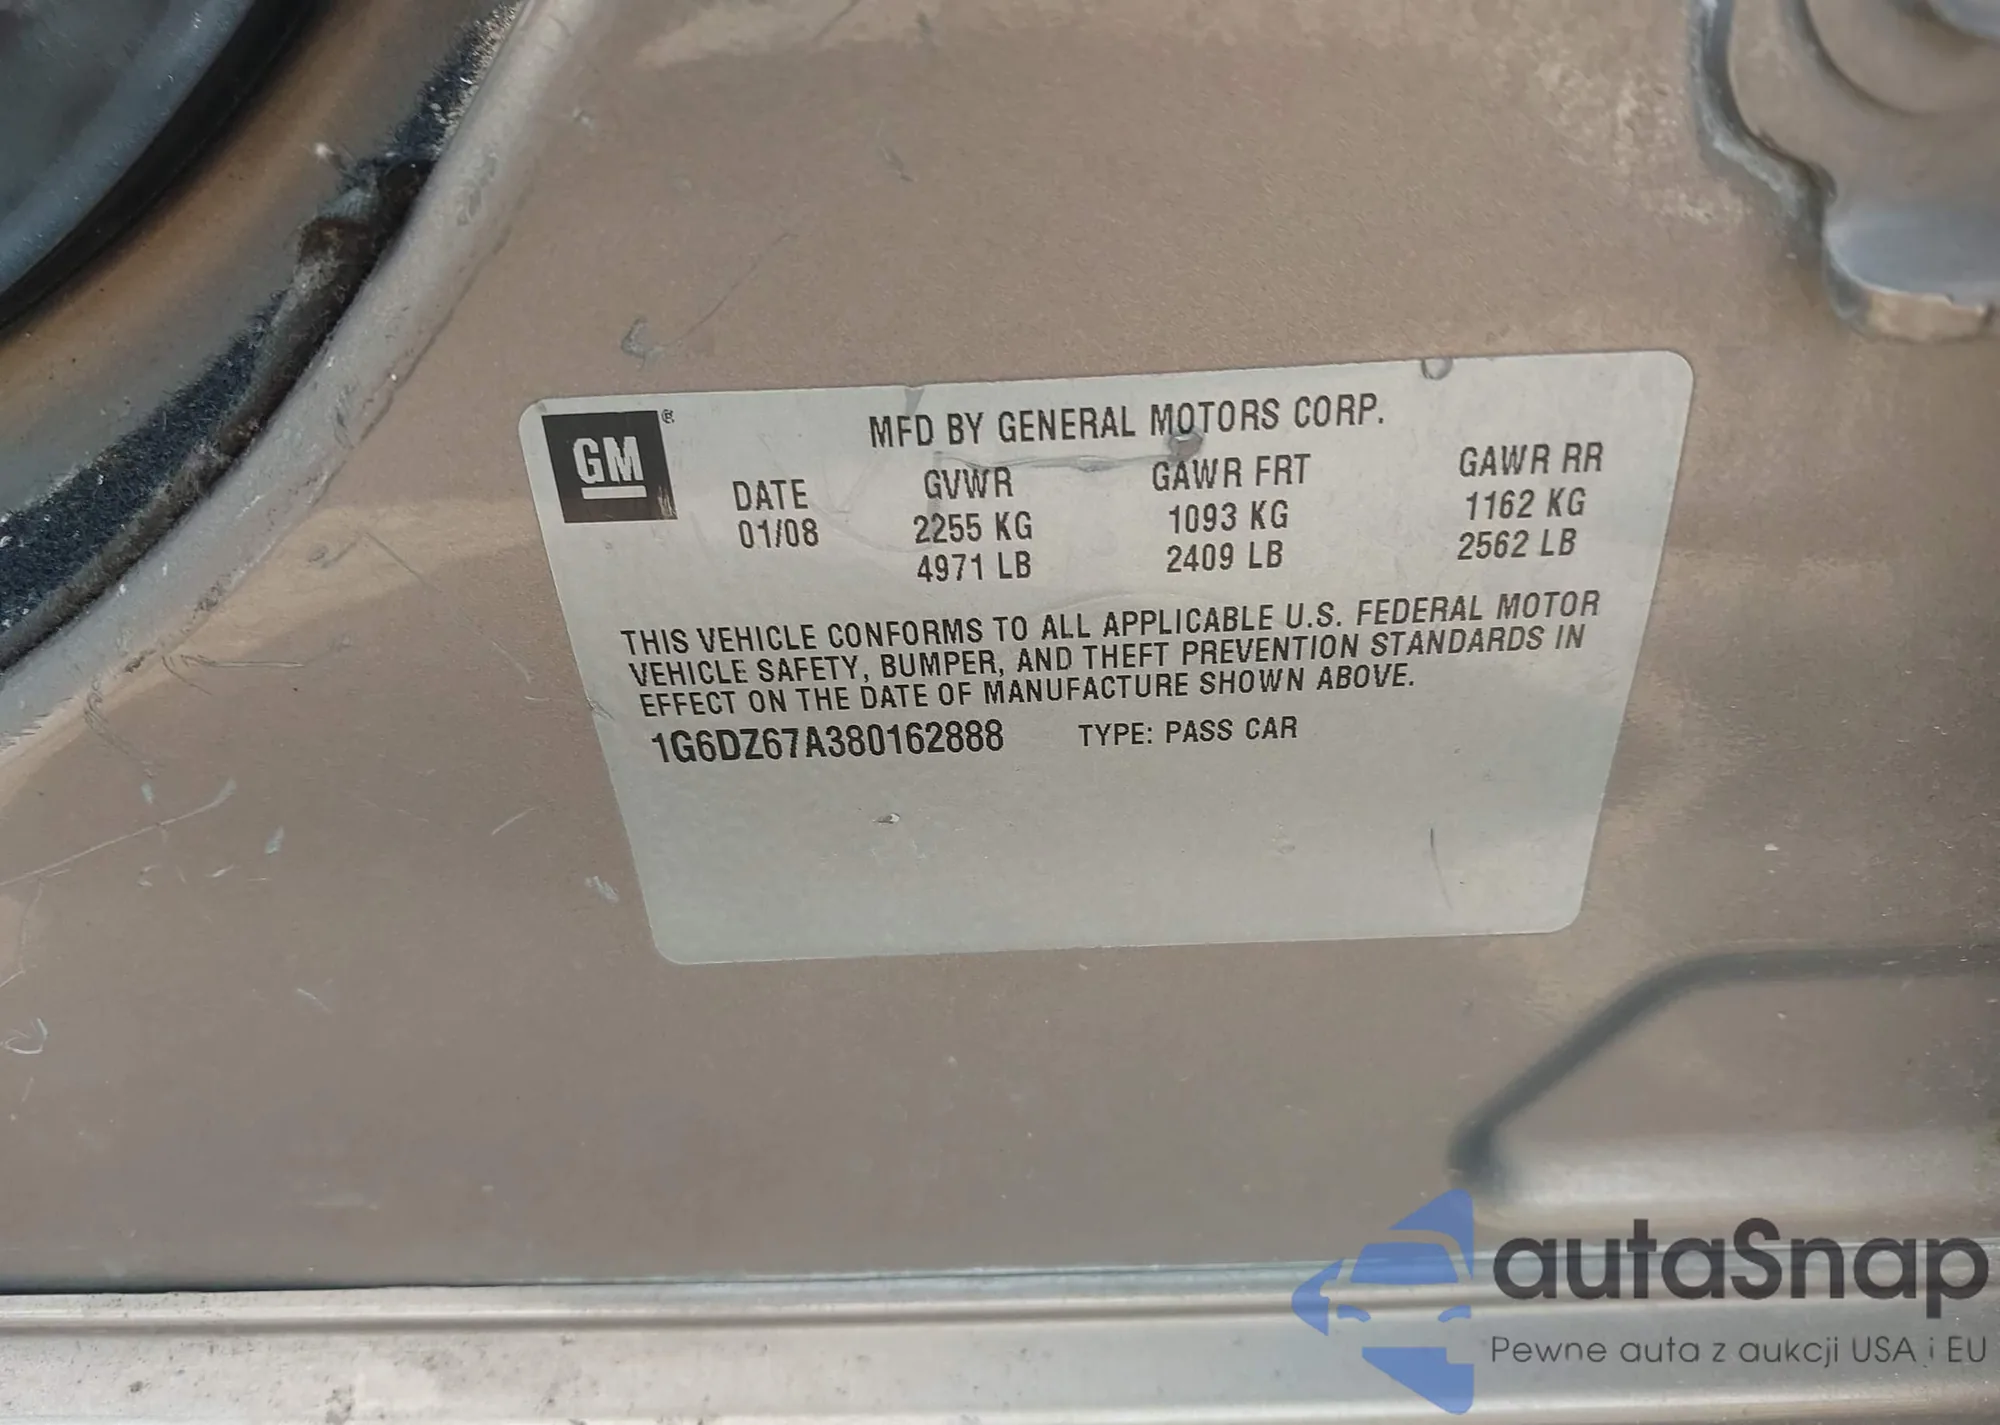 GM ®
MFD BY GENERAL MOTORS CORP.
DATE GVWR GAWR FRT GAWR RR
01/08 2255 KG 1093 KG 1162 KG
4971 LB 2409 LB 2562 LB
THIS VEHICLE CONFORMS TO ALL APPLICABLE U.S. FEDERAL MOTOR
VEHICLE SAFETY, BUMPER, AND THEFT PREVENTION STANDARDS IN
EFFECT ON THE DATE OF MANUFACTURE SHOWN ABOVE.
1G6DZ67A380162888 TYPE: PASS CAR
autaSnap
Pewne auta z aukcji USA i EU